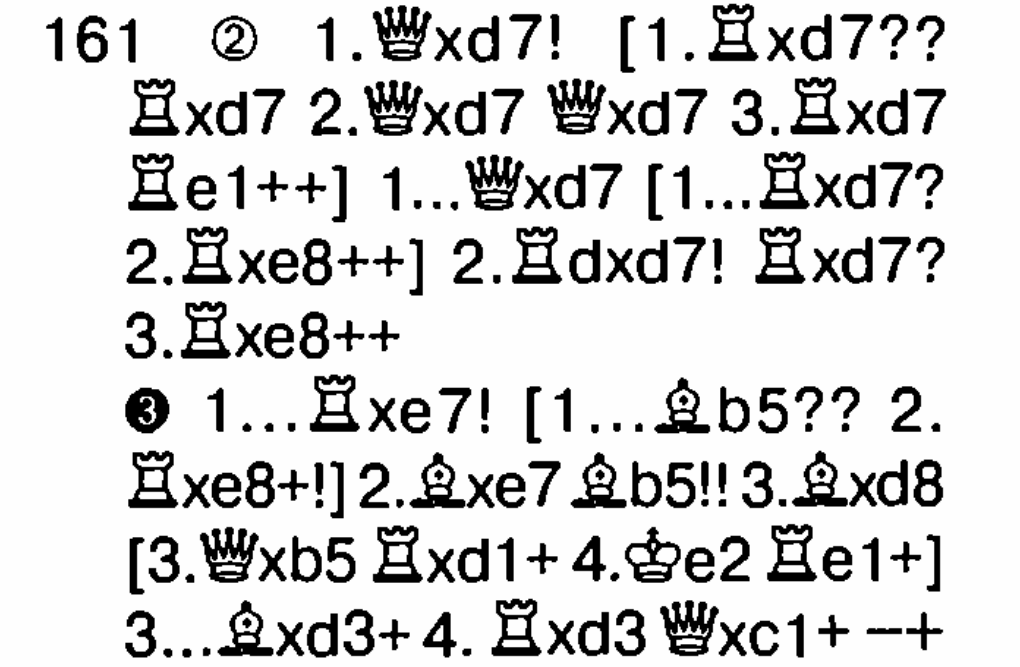 161 ② 1.♕xd7! [1.♖xd7??
♖xd7 2.♕xd7 ♕xd7 3.♖xd7
♖e1++] 1...♕xd7 [1...♖xd7?
2.♖xe8++] 2.♖dxd7! ♖xd7?
3.♖xe8++
❸ 1...♖xe7! [1...♗b5?? 2.
♖xe8+!] 2.♗xe7 ♗b5!! 3.♗xd8
[3.♕xb5 ♖xd1+ 4.♔e2 ♖e1+]
3...♗xd3+ 4. ♖xd3 ♕xc1+ −+